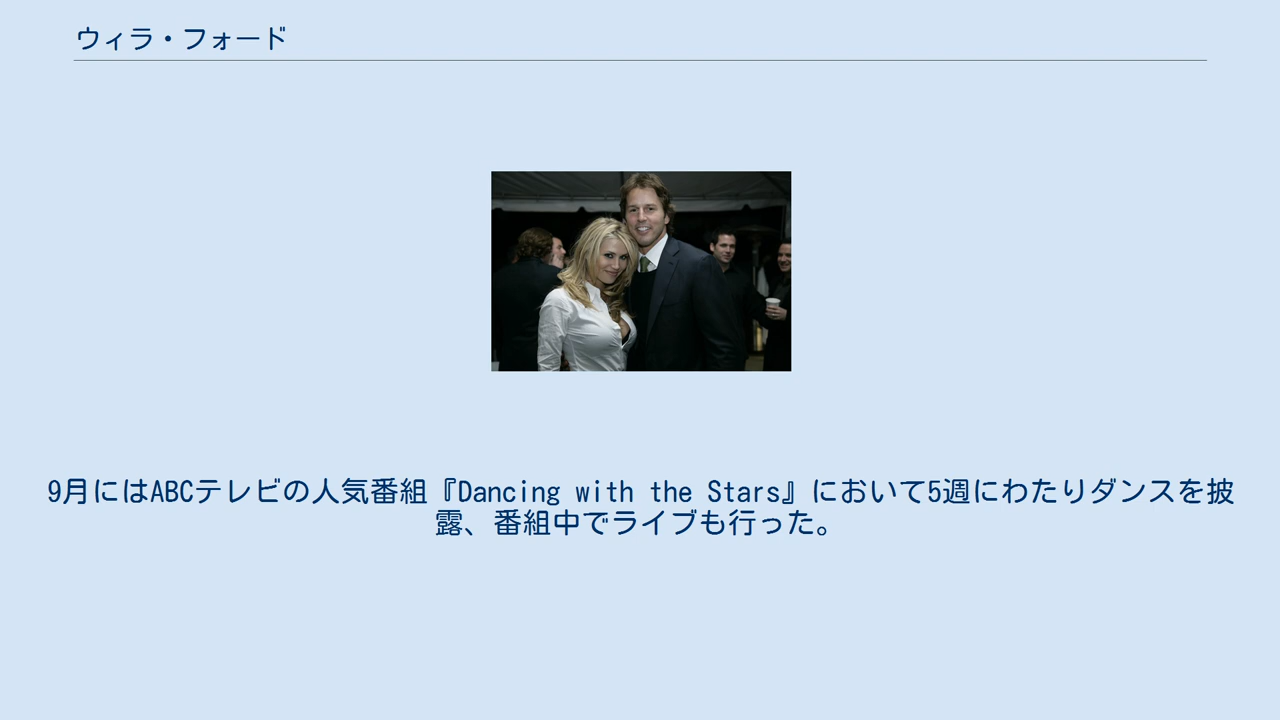 ウィラ・フォード
9月にはABCテレビの人気番組『Dancing with the Stars』において5週にわたりダンスを披
露、番組中でライブも行った。